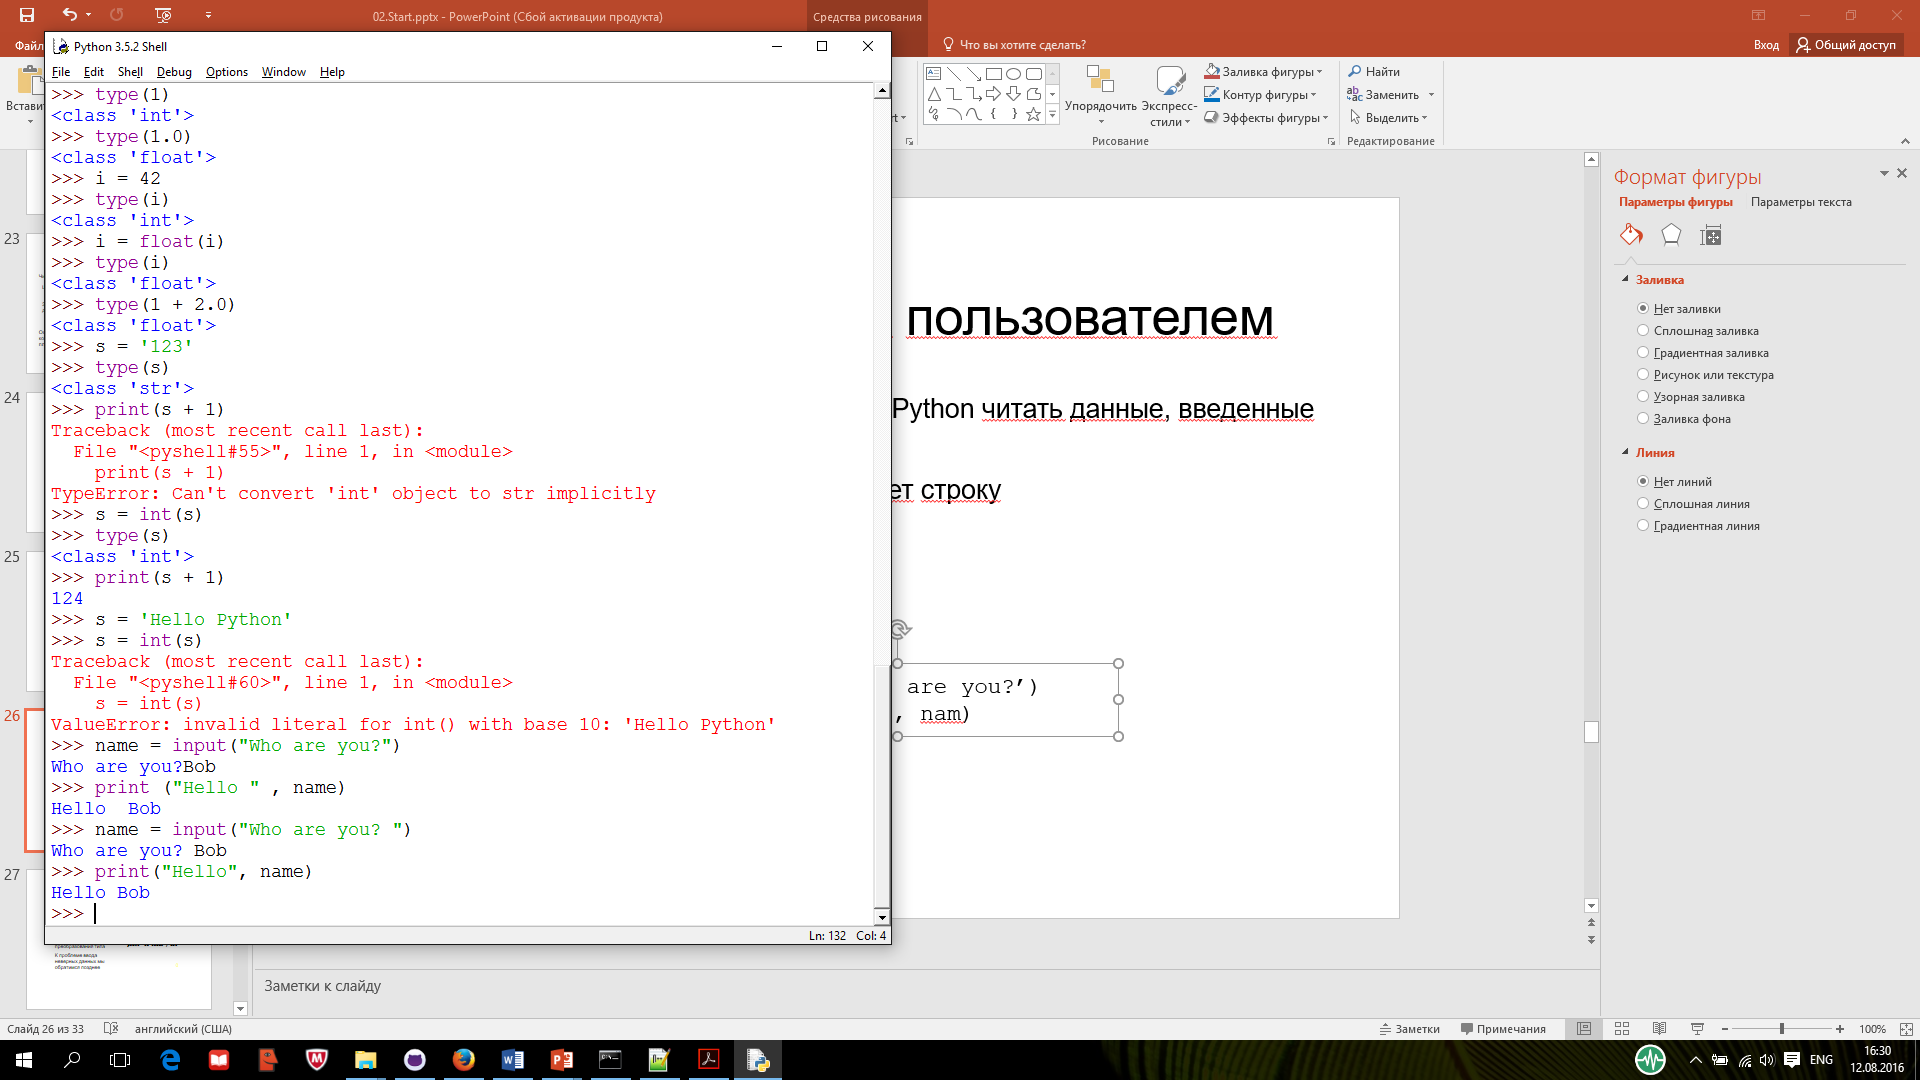 02.Start.pptx - PowerPoint (Сбой активации продукта)
Средства рисования
Файл
Что вы хотите сделать?
Вход
Общий доступ
Python 3.5.2 Shell
File Edit Shell Debug Options Window Help
>>> type(1)
<class 'int'>
>>> type(1.0)
<class 'float'>
>>> i = 42
>>> type(i)
<class 'int'>
>>> i = float(i)
>>> type(i)
<class 'float'>
>>> type(1 + 2.0)
<class 'float'>
>>> s = '123'
>>> type(s)
<class 'str'>
>>> print(s + 1)
Traceback (most recent call last):
  File "<pyshell#55>", line 1, in <module>
    print(s + 1)
TypeError: Can't convert 'int' object to str implicitly
>>> s = int(s)
>>> type(s)
<class 'int'>
>>> print(s + 1)
124
>>> s = 'Hello Python'
>>> s = int(s)
Traceback (most recent call last):
  File "<pyshell#60>", line 1, in <module>
    s = int(s)
ValueError: invalid literal for int() with base 10: 'Hello Python'
>>> name = input("Who are you?")
Who are you?Bob
>>> print ("Hello " , name)
Hello  Bob
>>> name = input("Who are you? ")
Who are you? Bob
>>> print("Hello", name)
Hello Bob
>>>
Ln: 132 Col: 4
Встави
Упорядочить
Экспресс-
стили
Заливка фигуры
Контур фигуры
Эффекты фигуры
Рисование
Найти
Заменить
Выделить
Редактирование
23
24
25
26
27
пользователем
Python читать данные, введенные
ет строку
are you?’)
, nam)
Формат фигуры
Параметры фигуры Параметры текста
Заливка
Нет заливки
Сплошная заливка
Градиентная заливка
Рисунок или текстура
Узорная заливка
Заливка фона
Линия
Нет линий
Сплошная линия
Градиентная линия
преобразование типа
К проблеме ввода
неверных данных мы
обратимся позднее
Заметки к слайду
Слайд 26 из 33
английский (США)
Заметки
Примечания
100%
ENG
16:30
12.08.2016